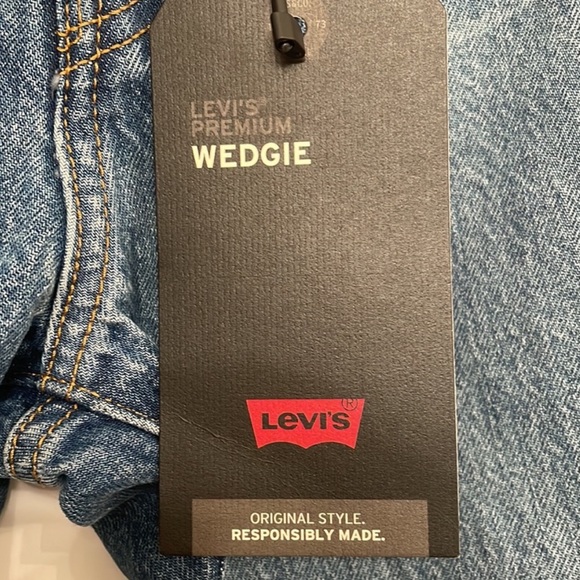 LEVI'S®
PREMIUM
WEDGIE
LEVI'S®
ORIGINAL STYLE.
RESPONSIBLY MADE.